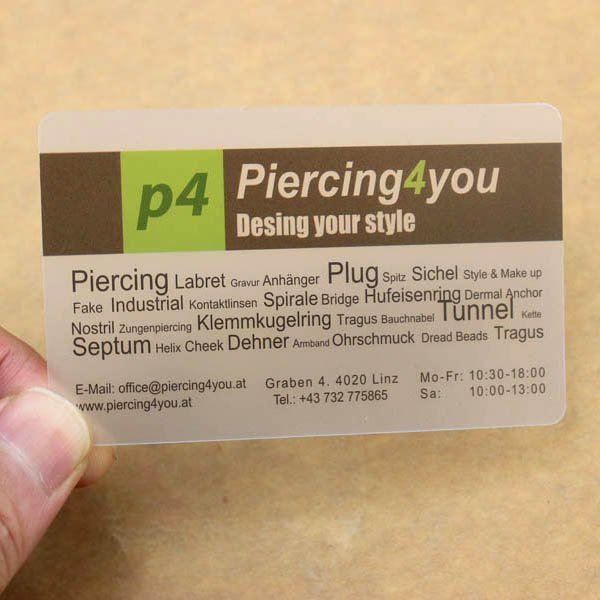 p4
Piercing4you
Desing your style
Piercing Labret Gravur Anhänger Plug Spitz Sichel Style & Make up
Fake Industrial Kontaktlinsen Spirale Bridge Hufeisenring Dermal Anchor
Nostril Zungenpiercing Klemmkugelring Tragus Bauchnabel Tunnel Kette
Septum Helix Cheek Dehner Armband Ohrschmuck Dread Beads Tragus
E-Mail: office@piercing4you.at
www.piercing4you.at
Graben 4. 4020 Linz
Tel.: +43 732 775865
Mo-Fr: 10:30-18:00
Sa: 10:00-13:00